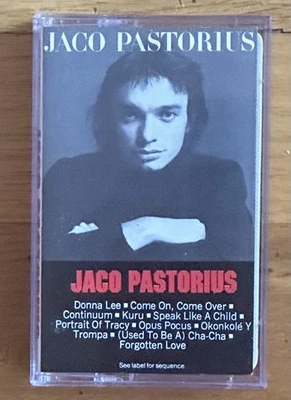 JACO PASTORIUS
JACO PASTORIUS
Donna Lee ▪ Come On, Come Over ▪
Continuum ▪ Kuru ▪ Speak Like A Child ▪
Portrait Of Tracy ▪ Opus Pocus ▪ Okonkolé Y
Trompa ▪ (Used To Be A) Cha-Cha ▪
Forgotten Love
See label for sequence.